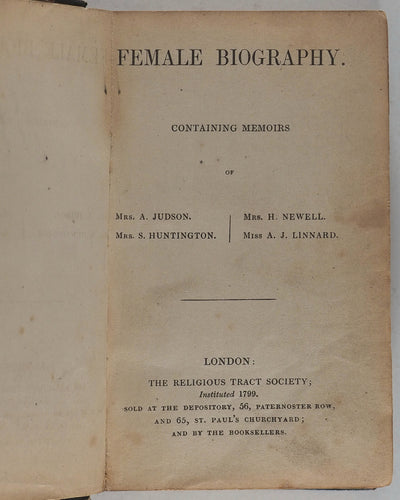 FEMALE BIOGRAPHY.
CONTAINING MEMOIRS
OF
MRS. A. JUDSON.
MRS. S. HUNTINGTON.
MRS. H. NEWELL.
MISS A. J. LINNARD.
LONDON:
THE RELIGIOUS TRACT SOCIETY;
Instituted 1799.
SOLD AT THE DEPOSITORY, 56, PATERNOSTER ROW,
AND 65, ST. PAUL'S CHURCHYARD;
AND BY THE BOOKSELLERS.